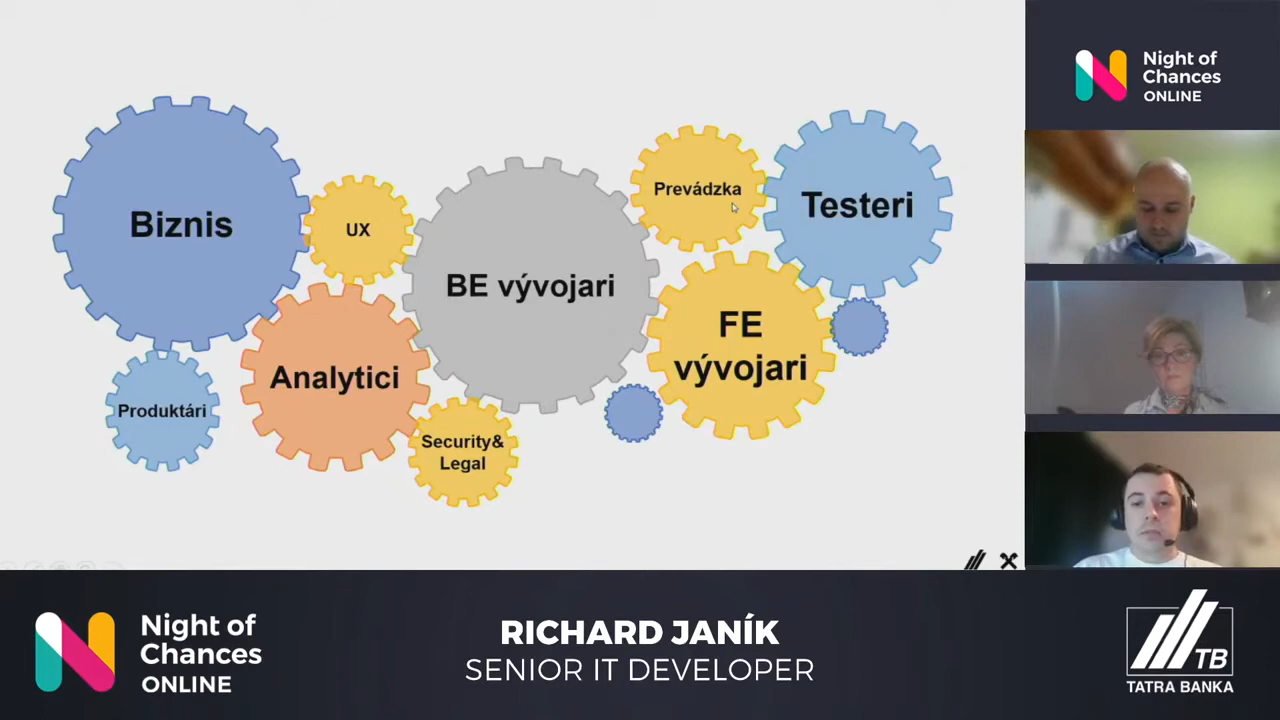 Biznis
UX
BE vývojari
Prevádzka
Testeri
FE
vývojari
Analytici
Produktári
Security&
Legal
Night of
Chances
ONLINE
Night of
Chances
ONLINE
RICHARD JANÍK
SENIOR IT DEVELOPER
TB
TATRA BANKA